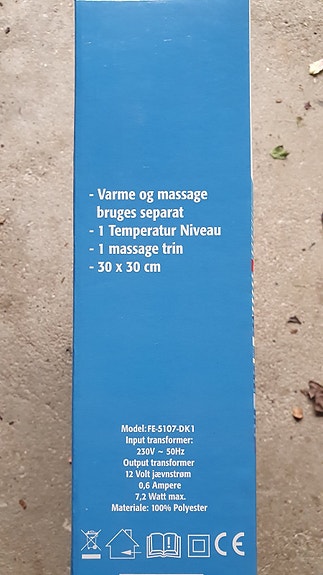 - Varme og massage
bruges separat
- 1 Temperatur Niveau
- 1 massage trin
- 30 x 30 cm
Model: FE-5107-DK1
Input transformer:
230V ~ 50Hz
Output transformer
12 Volt jævnstrøm
0,6 Ampere
7,2 Watt max.
Materiale: 100% Polyester
CE